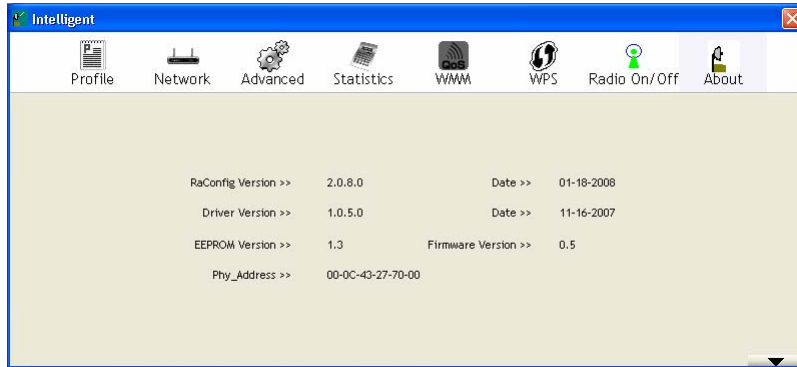 Intelligent
Profile Network Advanced Statistics QoS WMM WPS Radio On/Off About
RaConfig Version >> 2.0.8.0 Date >> 01-18-2008
Driver Version >> 1.0.5.0 Date >> 11-16-2007
EEPROM Version >> 1.3 Firmware Version >> 0.5
Phy_Address >> 00-0C-43-27-70-00